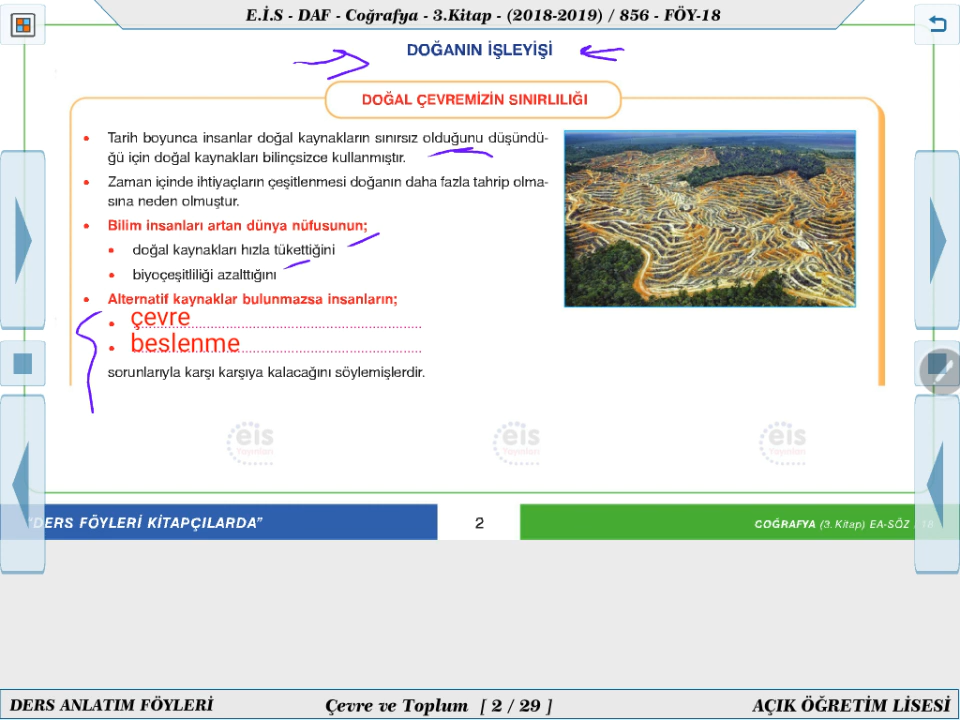 E.İ.S - DAF - Coğrafya - 3.Kitap - (2018-2019) / 856 - FÖY-18
DOĞANIN İŞLEYİŞİ
DOĞAL ÇEVREMİZİN SINIRLILIĞI
• Tarih boyunca insanlar doğal kaynakların sınırsız olduğunu düşündü-
ğü için doğal kaynakları bilinçsizce kullanmıştır.
• Zaman içinde ihtiyaçların çeşitlenmesi doğanın daha fazla tahrip olma-
sına neden olmuştur.
• Bilim insanları artan dünya nüfusunun;
• doğal kaynakları hızla tükettiğini
• biyoçeşitliliği azalttığını
• Alternatif kaynaklar bulunmazsa insanların;
• çevre
• beslenme
sorunlarıyla karşı karşıya kalacağını söylemişlerdir.
eis eis eis
Yayınları Yayınları Yayınları
"DERS FÖYLERİ KİTAPÇILARDA"
2
COĞRAFYA (3. Kitap) EA-SÖZ / 18
DERS ANLATIM FÖYLERİ
Çevre ve Toplum [ 2 / 29 ]
AÇIK ÖĞRETİM LİSESİ